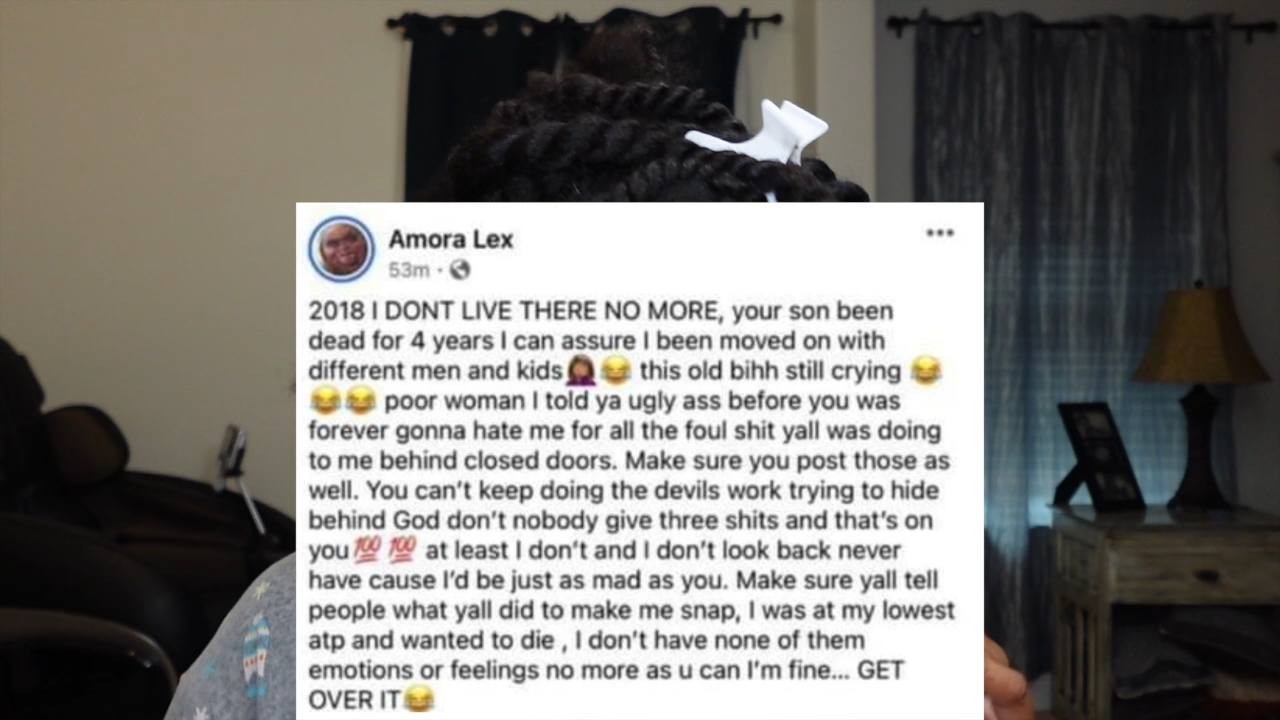 Amora Lex
53m ·
2018 I DONT LIVE THERE NO MORE, your son been
dead for 4 years I can assure I been moved on with
different men and kids🤦🏾‍♀️😂 this old bihh still crying 😂
😂😂 poor woman I told ya ugly ass before you was
forever gonna hate me for all the foul shit yall was doing
to me behind closed doors. Make sure you post those as
well. You can't keep doing the devils work trying to hide
behind God don't nobody give three shits and that's on
you💯💯 at least I don't and I don't look back never
have cause I'd be just as mad as you. Make sure yall tell
people what yall did to make me snap, I was at my lowest
atp and wanted to die , I don't have none of them
emotions or feelings no more as u can I'm fine... GET
OVER IT😂